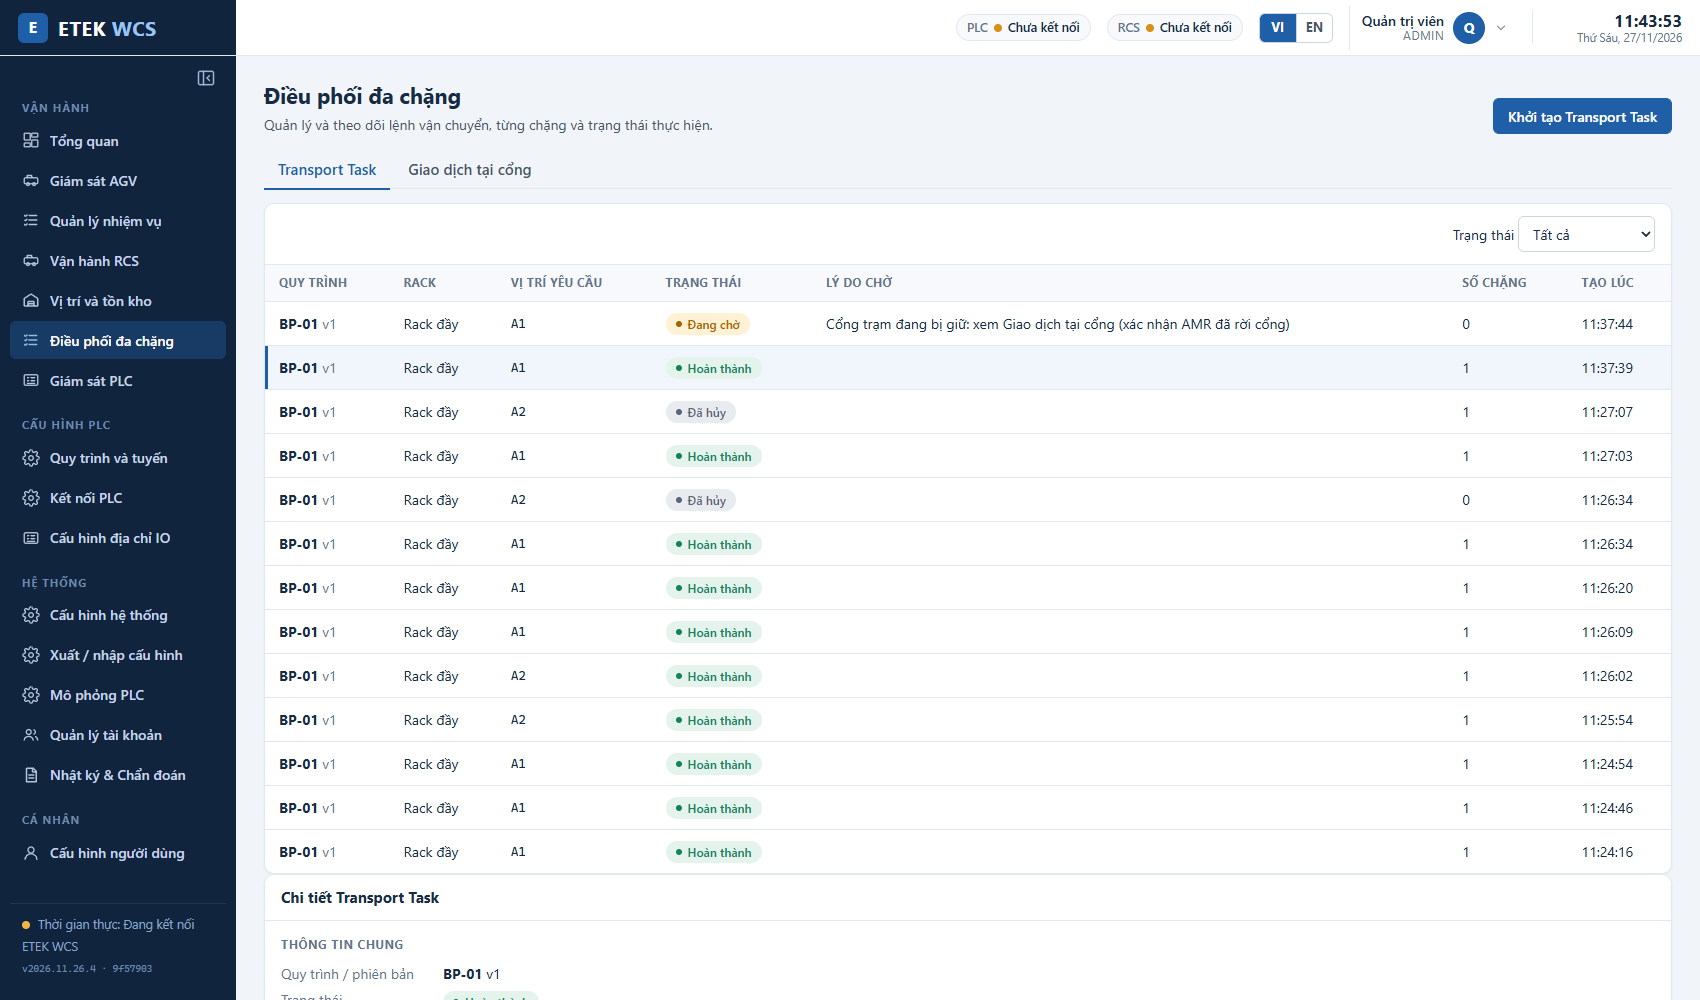 E ETEK WCS
PLC Chưa kết nối RCS Chưa kết nối VI EN Quản trị viên ADMIN Q 11:43:53 Thứ Sáu, 27/11/2026
VẬN HÀNH
Tổng quan
Giám sát AGV
Quản lý nhiệm vụ
Vận hành RCS
Vị trí và tồn kho
Điều phối đa chặng
Giám sát PLC
CẤU HÌNH PLC
Quy trình và tuyến
Kết nối PLC
Cấu hình địa chỉ IO
HỆ THỐNG
Cấu hình hệ thống
Xuất / nhập cấu hình
Mô phỏng PLC
Quản lý tài khoản
Nhật ký & Chẩn đoán
CÁ NHÂN
Cấu hình người dùng
Thời gian thực: Đang kết nối
ETEK WCS
v2026.11.26.4 · 9f57903
Điều phối đa chặng
Quản lý và theo dõi lệnh vận chuyển, từng chặng và trạng thái thực hiện.
Khởi tạo Transport Task
Transport Task Giao dịch tại cổng
Trạng thái Tất cả
QUY TRÌNH RACK VỊ TRÍ YÊU CẦU TRẠNG THÁI LÝ DO CHỜ SỐ CHẶNG TẠO LÚC
BP-01 v1 Rack đầy A1 Đang chờ Cổng trạm đang bị giữ: xem Giao dịch tại cổng (xác nhận AMR đã rời cổng) 0 11:37:44
BP-01 v1 Rack đầy A1 Hoàn thành 1 11:37:39
BP-01 v1 Rack đầy A2 Đã hủy 1 11:27:07
BP-01 v1 Rack đầy A1 Hoàn thành 1 11:27:03
BP-01 v1 Rack đầy A2 Đã hủy 0 11:26:34
BP-01 v1 Rack đầy A1 Hoàn thành 1 11:26:34
BP-01 v1 Rack đầy A1 Hoàn thành 1 11:26:20
BP-01 v1 Rack đầy A1 Hoàn thành 1 11:26:09
BP-01 v1 Rack đầy A2 Hoàn thành 1 11:26:02
BP-01 v1 Rack đầy A2 Hoàn thành 1 11:25:54
BP-01 v1 Rack đầy A1 Hoàn thành 1 11:24:54
BP-01 v1 Rack đầy A1 Hoàn thành 1 11:24:46
BP-01 v1 Rack đầy A1 Hoàn thành 1 11:24:16
Chi tiết Transport Task
THÔNG TIN CHUNG
Quy trình / phiên bản BP-01 v1
Trạng thái Hoàn thành